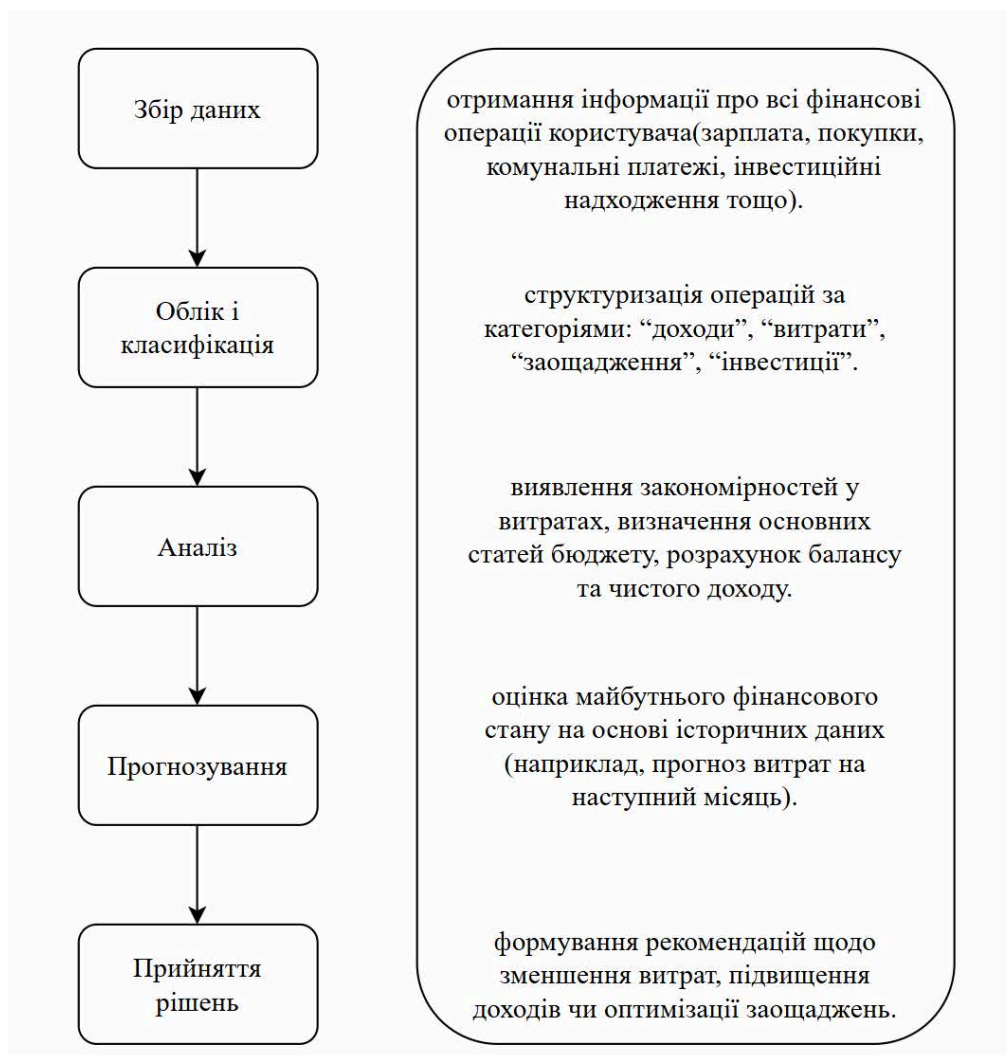 Збір даних
отримання інформації про всі фінансові
операції користувача(зарплата, покупки,
комунальні платежі, інвестиційні
надходження тощо).
Облік і
класифікація
структуризація операцій за
категоріями: “доходи”, “витрати”,
“заощадження”, “інвестиції”.
Аналіз
виявлення закономірностей у
витратах, визначення основних
статей бюджету, розрахунок балансу
та чистого доходу.
Прогнозування
оцінка майбутнього фінансового
стану на основі історичних даних
(наприклад, прогноз витрат на
наступний місяць).
Прийняття
рішень
формування рекомендацій щодо
зменшення витрат, підвищення
доходів чи оптимізації заощаджень.